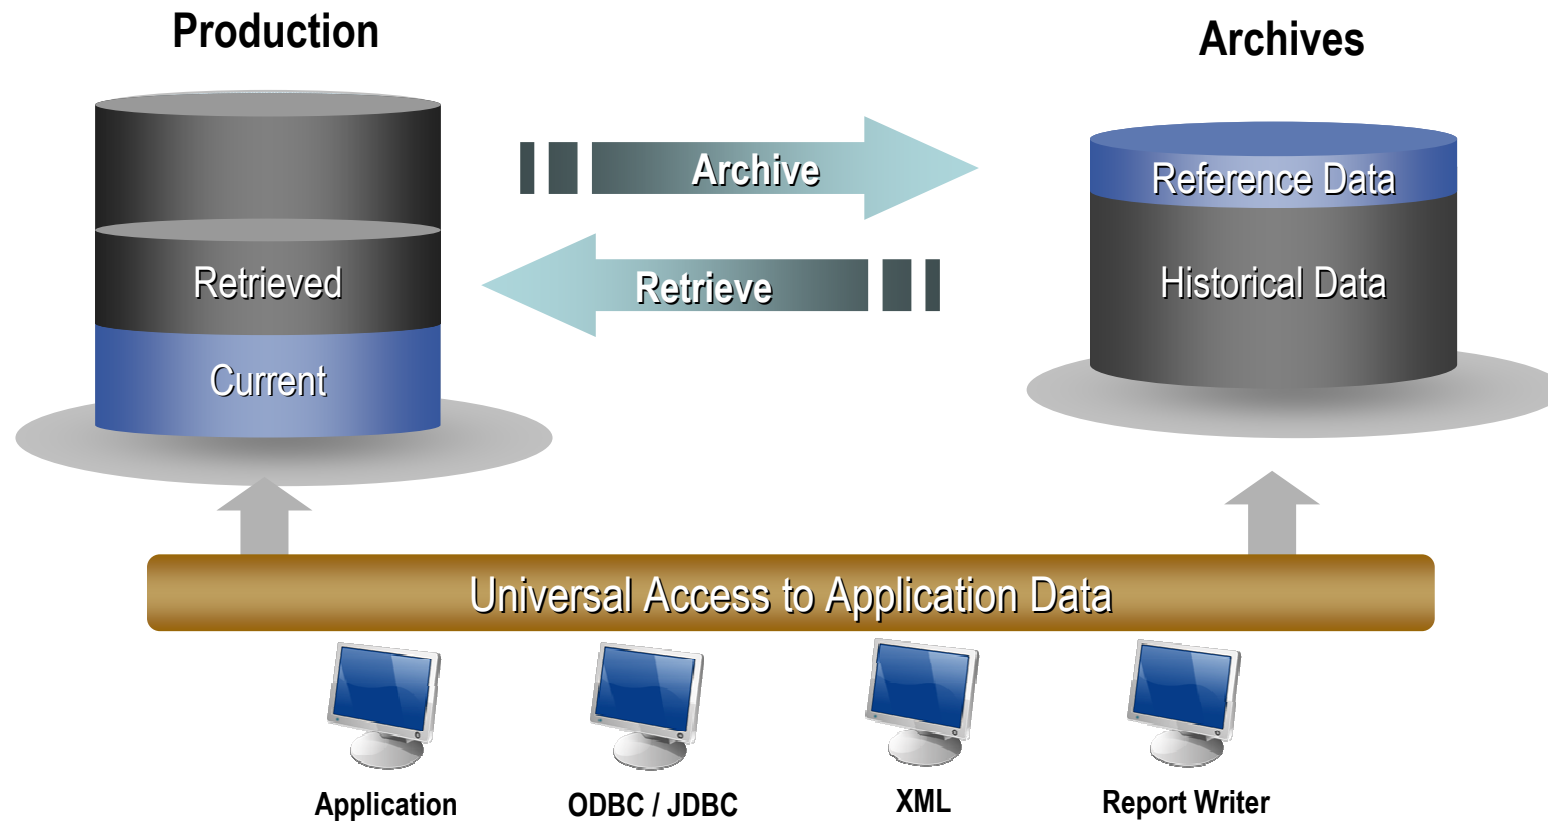 Production
Archives
Archive
Reference Data
Retrieve
Retrieved
Historical Data
Current
Universal Access to Application Data
Application
ODBC / JDBC
XML
Report Writer